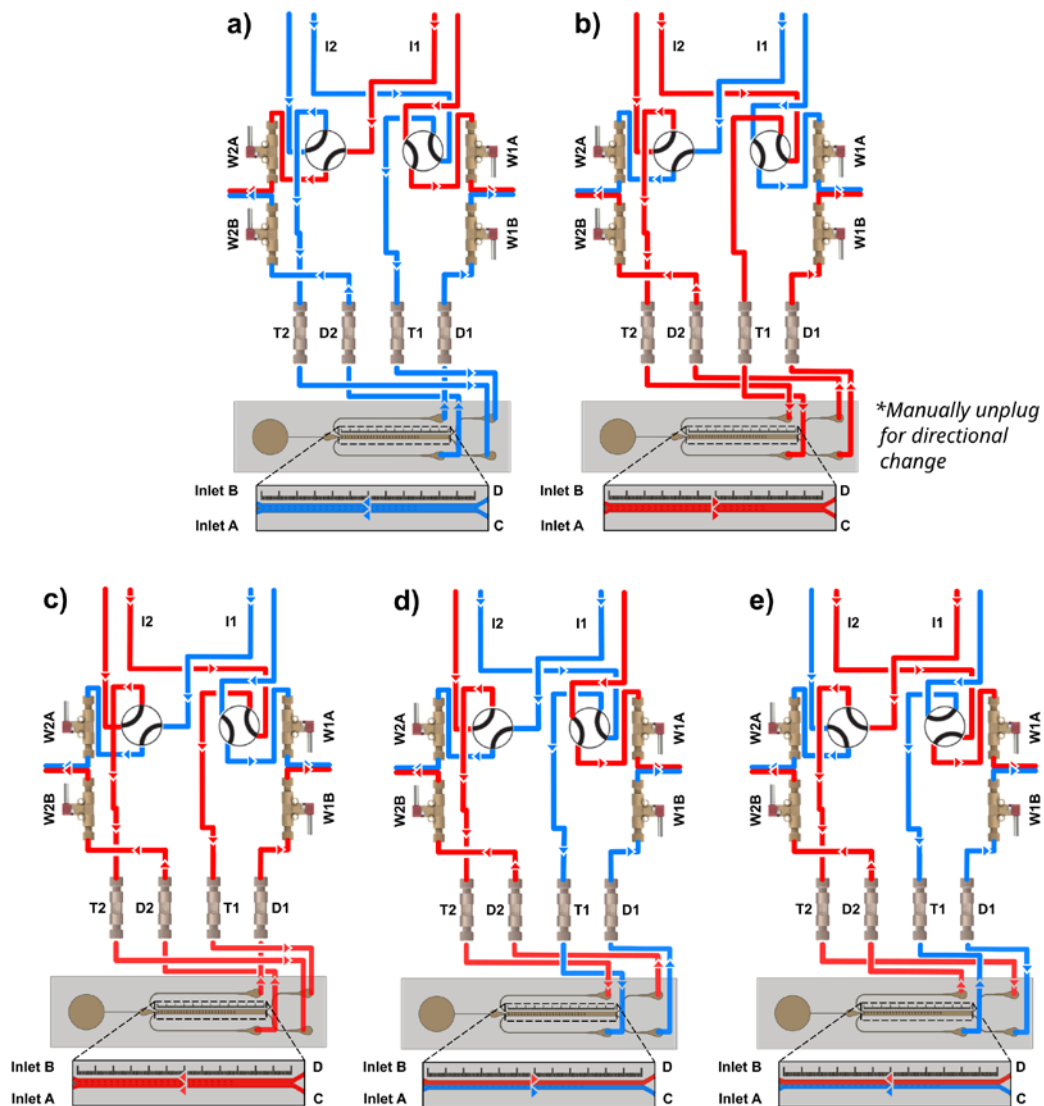 a)
I2
I1
W2A
W1A
W2B
W1B
T2
D2
T1
D1
Inlet B
D
Inlet A
C
b)
I2
I1
W2A
W1A
W2B
W1B
T2
D2
T1
D1
Inlet B
D
Inlet A
C
*Manually unplug
for directional
change
c)
I2
I1
W2A
W1A
W2B
W1B
T2
D2
T1
D1
Inlet B
D
Inlet A
C
d)
I2
I1
W2A
W1A
W2B
W1B
T2
D2
T1
D1
Inlet B
D
Inlet A
C
e)
I2
I1
W2A
W1A
W2B
W1B
T2
D2
T1
D1
Inlet B
D
Inlet A
C